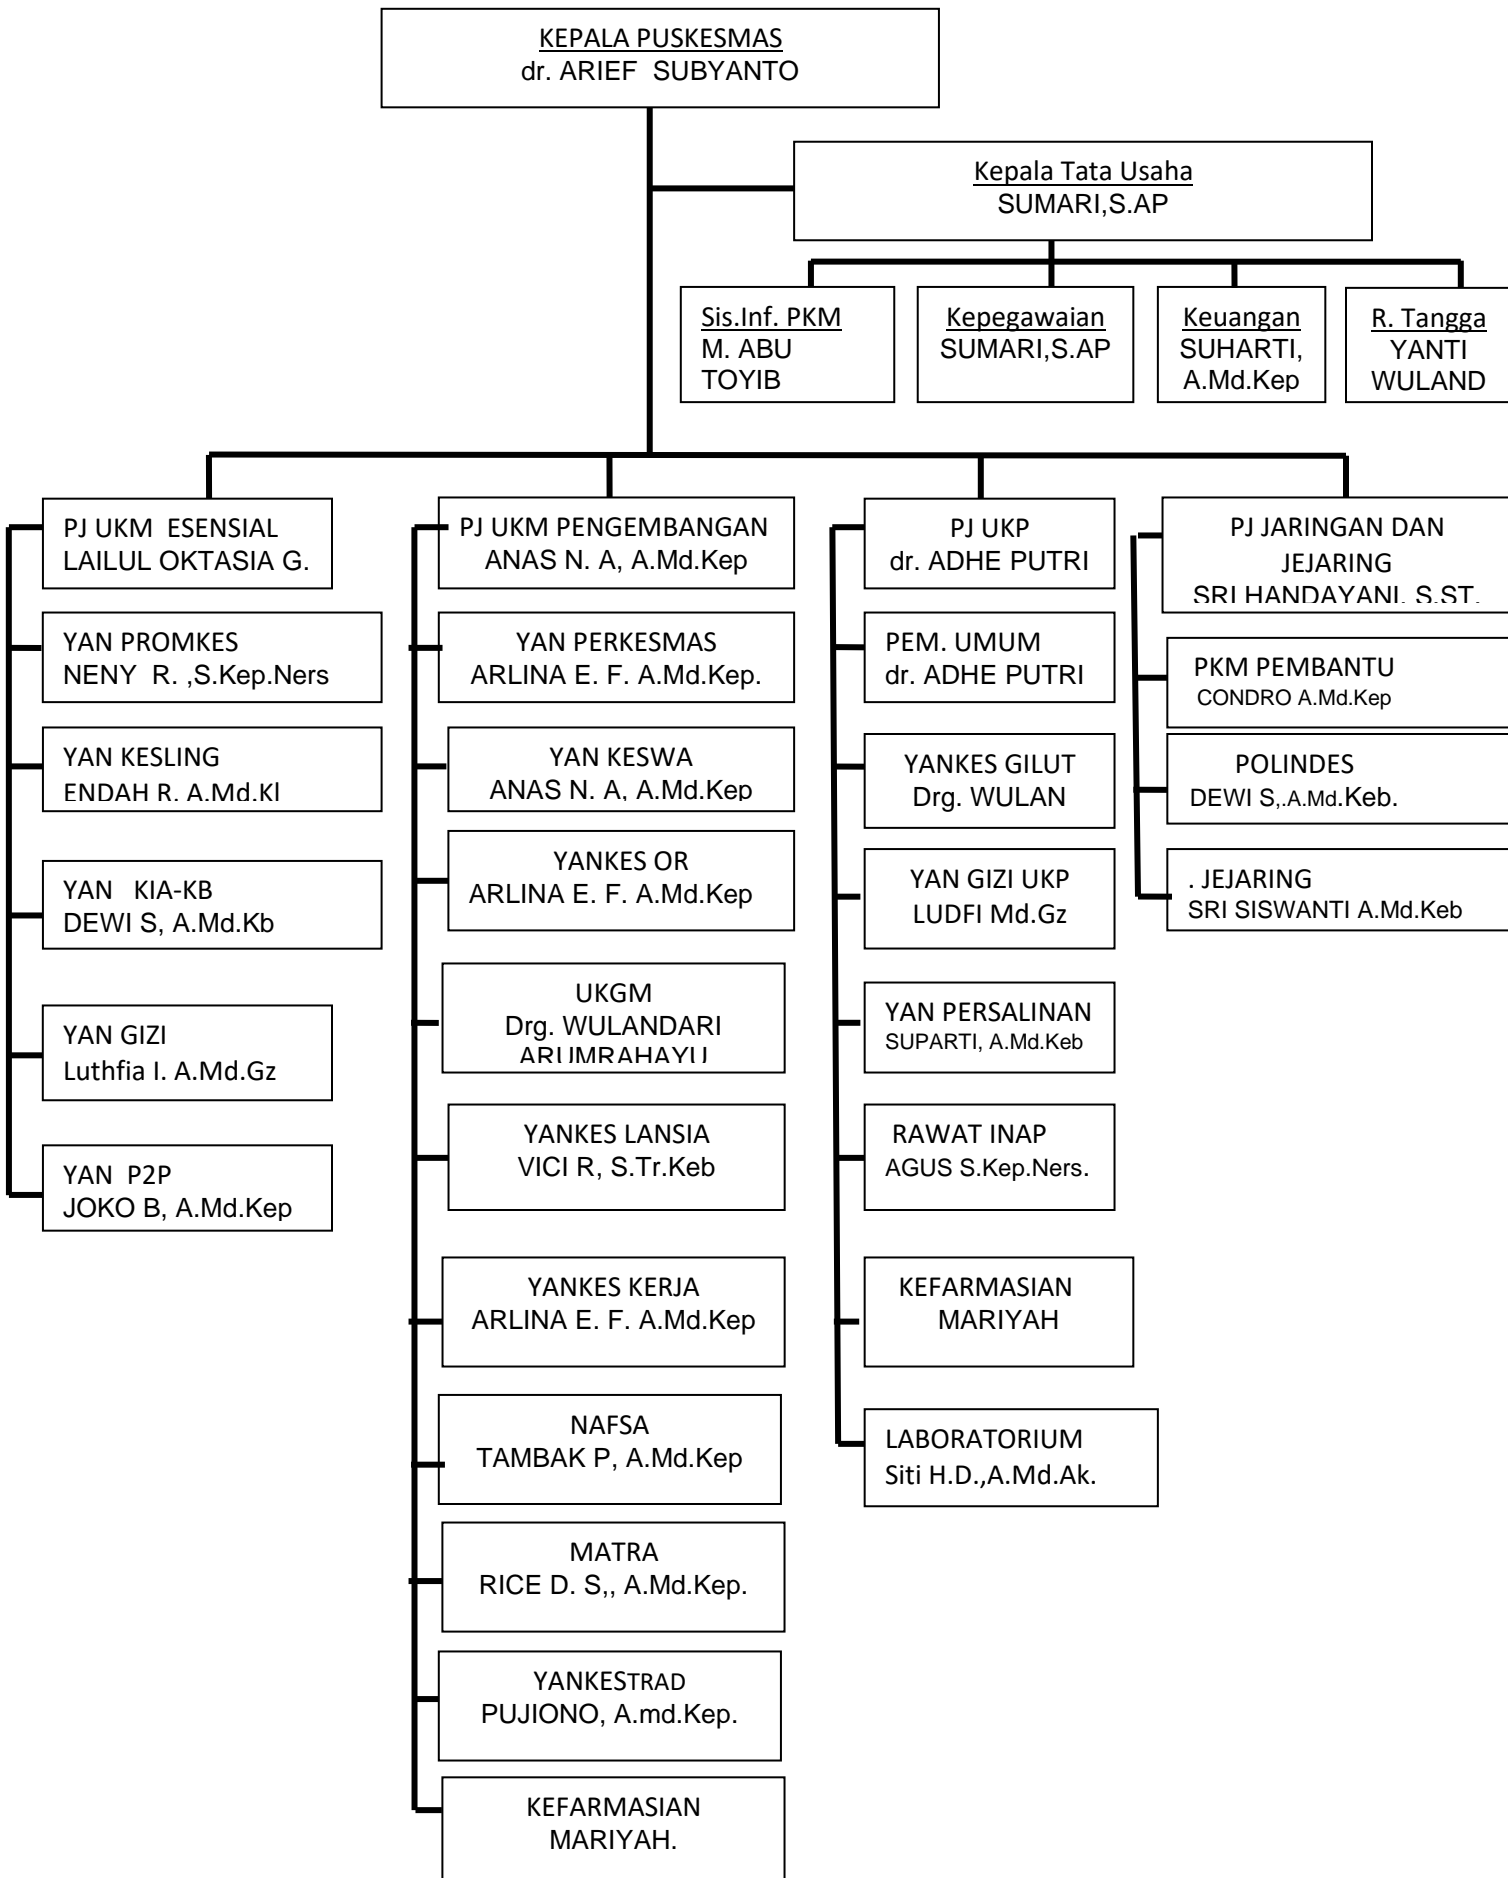 KEPALA PUSKESMAS
dr. ARIEF SUBYANTO
Kepala Tata Usaha
SUMARI,S.AP
Sis.Inf. PKM
M. ABU
TOYIB
Kepegawaian
SUMARI,S.AP
Keuangan
SUHARTI,
A.Md.Kep
R. Tangga
YANTI
WULAND
PJ UKM ESENSIAL
LAILUL OKTASIA G.
YAN PROMKES
NENY R. ,S.Kep.Ners
YAN KESLING
ENDAH R. A.Md.Kl
YAN KIA-KB
DEWI S, A.Md.Kb
YAN GIZI
Luthfia I. A.Md.Gz
YAN P2P
JOKO B, A.Md.Kep
PJ UKM PENGEMBANGAN
ANAS N. A, A.Md.Kep
YAN PERKESMAS
ARLINA E. F. A.Md.Kep.
YAN KESWA
ANAS N. A, A.Md.Kep
YANKES OR
ARLINA E. F. A.Md.Kep
UKGM
Drg. WULANDARI
ARUMRAHAYU
YANKES LANSIA
VICI R, S.Tr.Keb
YANKES KERJA
ARLINA E. F. A.Md.Kep
NAFSA
TAMBAK P, A.Md.Kep
MATRA
RICE D. S,, A.Md.Kep.
YANKESTRAD
PUJIONO, A.md.Kep.
KEFARMASIAN
MARIYAH.
PJ UKP
dr. ADHE PUTRI
PEM. UMUM
dr. ADHE PUTRI
YANKES GILUT
Drg. WULAN
YAN GIZI UKP
LUDFI Md.Gz
YAN PERSALINAN
SUPARTI, A.Md.Keb
RAWAT INAP
AGUS S.Kep.Ners.
KEFARMASIAN
MARIYAH
LABORATORIUM
Siti H.D.,A.Md.Ak.
PJ JARINGAN DAN
JEJARING
SRI HANDAYANI. S.ST.
PKM PEMBANTU
CONDRO A.Md.Kep
POLINDES
DEWI S,.A.Md.Keb.
. JEJARING
SRI SISWANTI A.Md.Keb